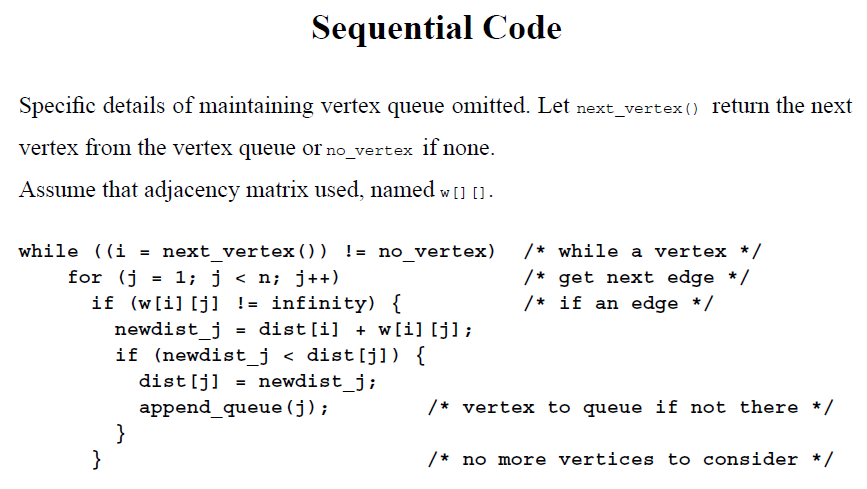 Sequential Code
Specific details of maintaining vertex queue omitted. Let next_vertex() return the next
vertex from the vertex queue or no_vertex if none.
Assume that adjacency matrix used, named w[][].
while ((i = next_vertex()) != no_vertex) /* while a vertex */
for (j = 1; j < n; j++) /* get next edge */
if (w[i][j] != infinity) { /* if an edge */
newdist_j = dist[i] + w[i][j];
if (newdist_j < dist[j]) {
dist[j] = newdist_j;
append_queue(j); /* vertex to queue if not there */
}
} /* no more vertices to consider */